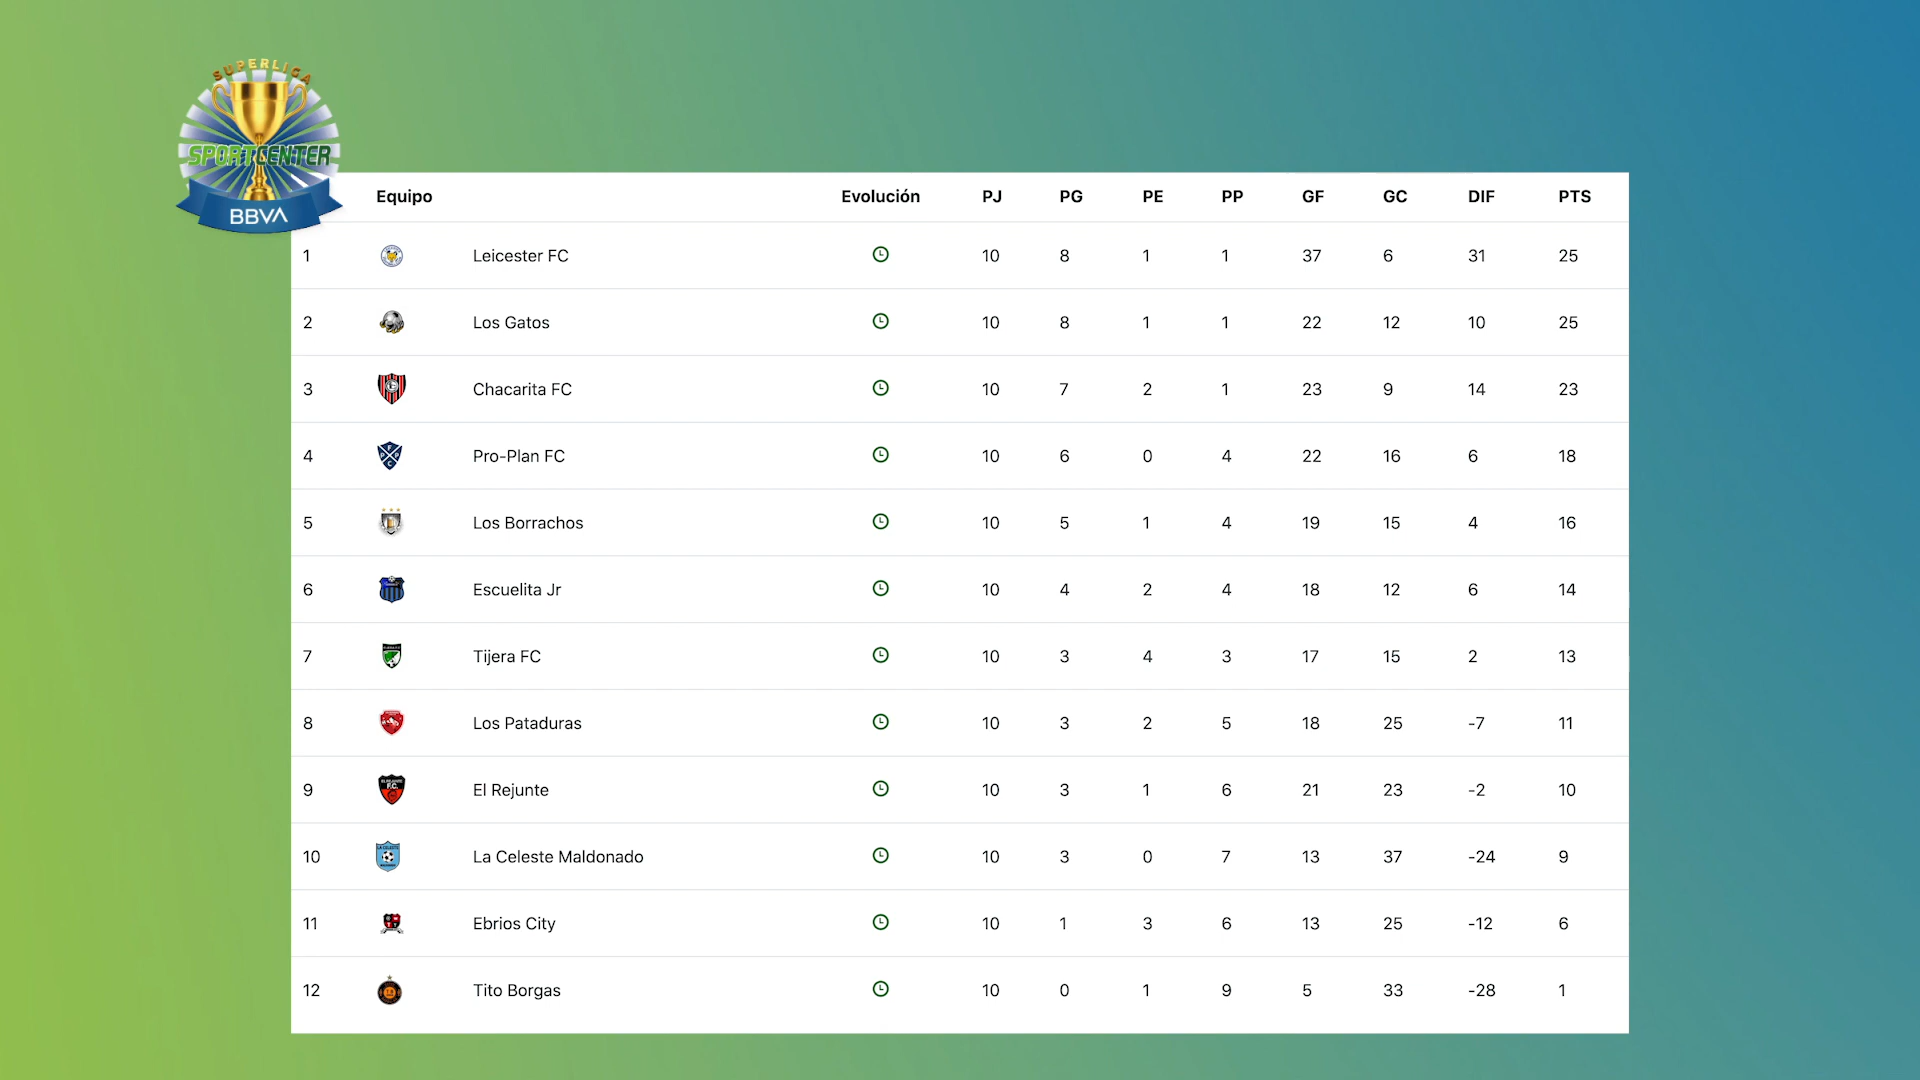 SUPERLIGA
SPORTCENTER
BBVA
Equipo Evolución PJ PG PE PP GF GC DIF PTS
1 Leicester FC 10 8 1 1 37 6 31 25
2 Los Gatos 10 8 1 1 22 12 10 25
3 Chacarita FC 10 7 2 1 23 9 14 23
4 Pro-Plan FC 10 6 0 4 22 16 6 18
5 Los Borrachos 10 5 1 4 19 15 4 16
6 Escuelita Jr 10 4 2 4 18 12 6 14
7 Tijera FC 10 3 4 3 17 15 2 13
8 Los Pataduras 10 3 2 5 18 25 -7 11
9 El Rejunte 10 3 1 6 21 23 -2 10
10 La Celeste Maldonado 10 3 0 7 13 37 -24 9
11 Ebrios City 10 1 3 6 13 25 -12 6
12 Tito Borgas 10 0 1 9 5 33 -28 1